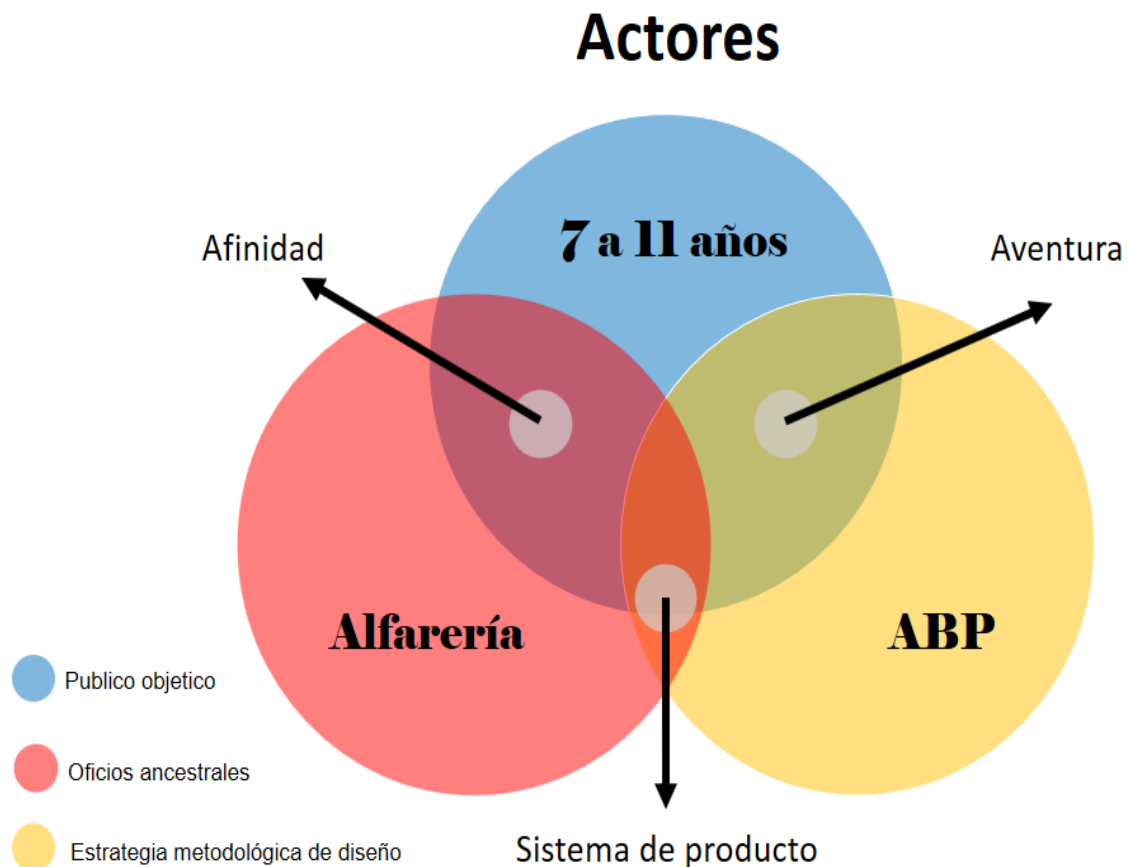 Actores
7 a 11 años
Afinidad
Aventura
Alfarería
ABP
Publico objetico
Oficios ancestrales
Estrategia metodológica de diseño
Sistema de producto